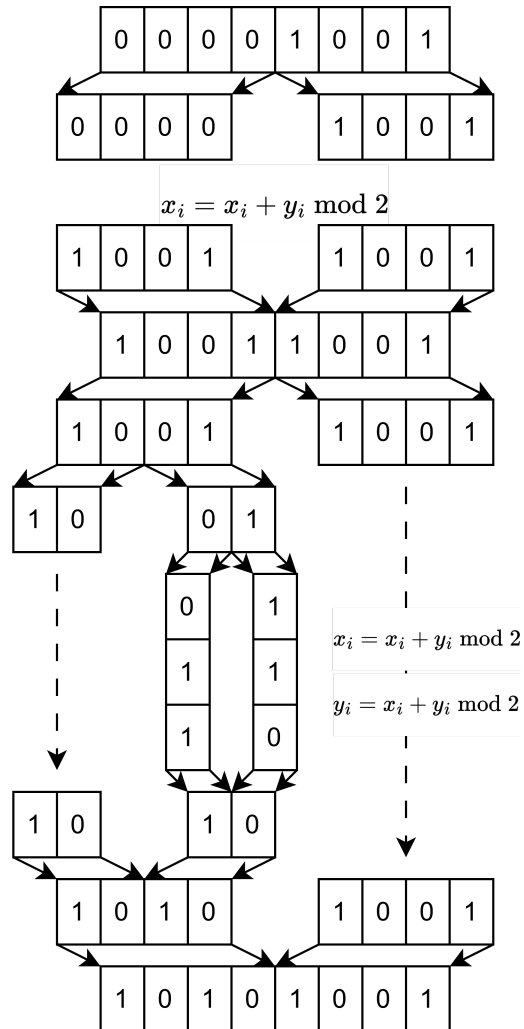 0 0 0 0 1 0 0 1
0 0 0 0 1 0 0 1
x_i = x_i + y_i mod 2
1 0 0 1 1 0 0 1
1 0 0 1 1 0 0 1
1 0 0 1 1 0 0 1
1 0 0 1
0 1
1 1
1 0
x_i = x_i + y_i mod 2
y_i = x_i + y_i mod 2
1 0 1 0
1 0 1 0 1 0 0 1
1 0 1 0 1 0 0 1